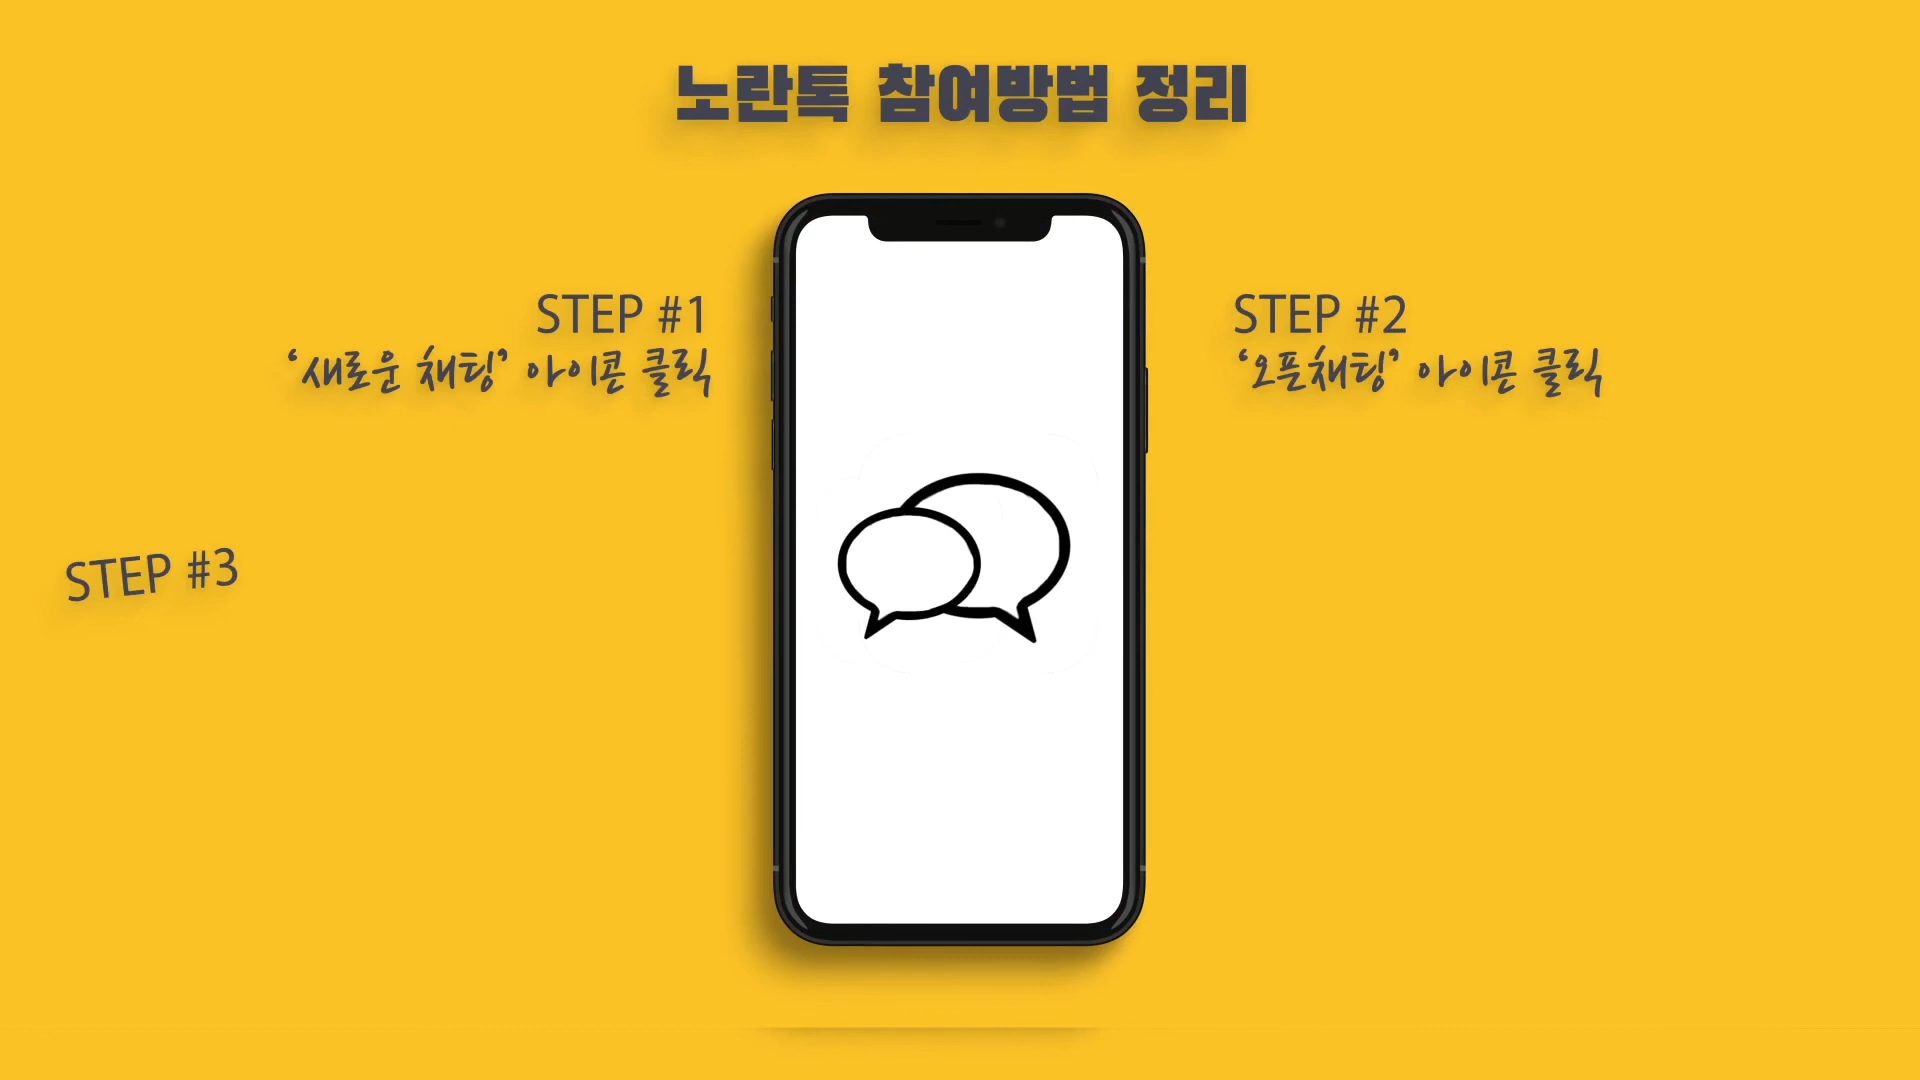 노란톡 참여방법 정리
STEP #1
‘새로운 채팅’ 아이콘 클릭
STEP #2
‘오픈채팅’ 아이콘 클릭
STEP #3